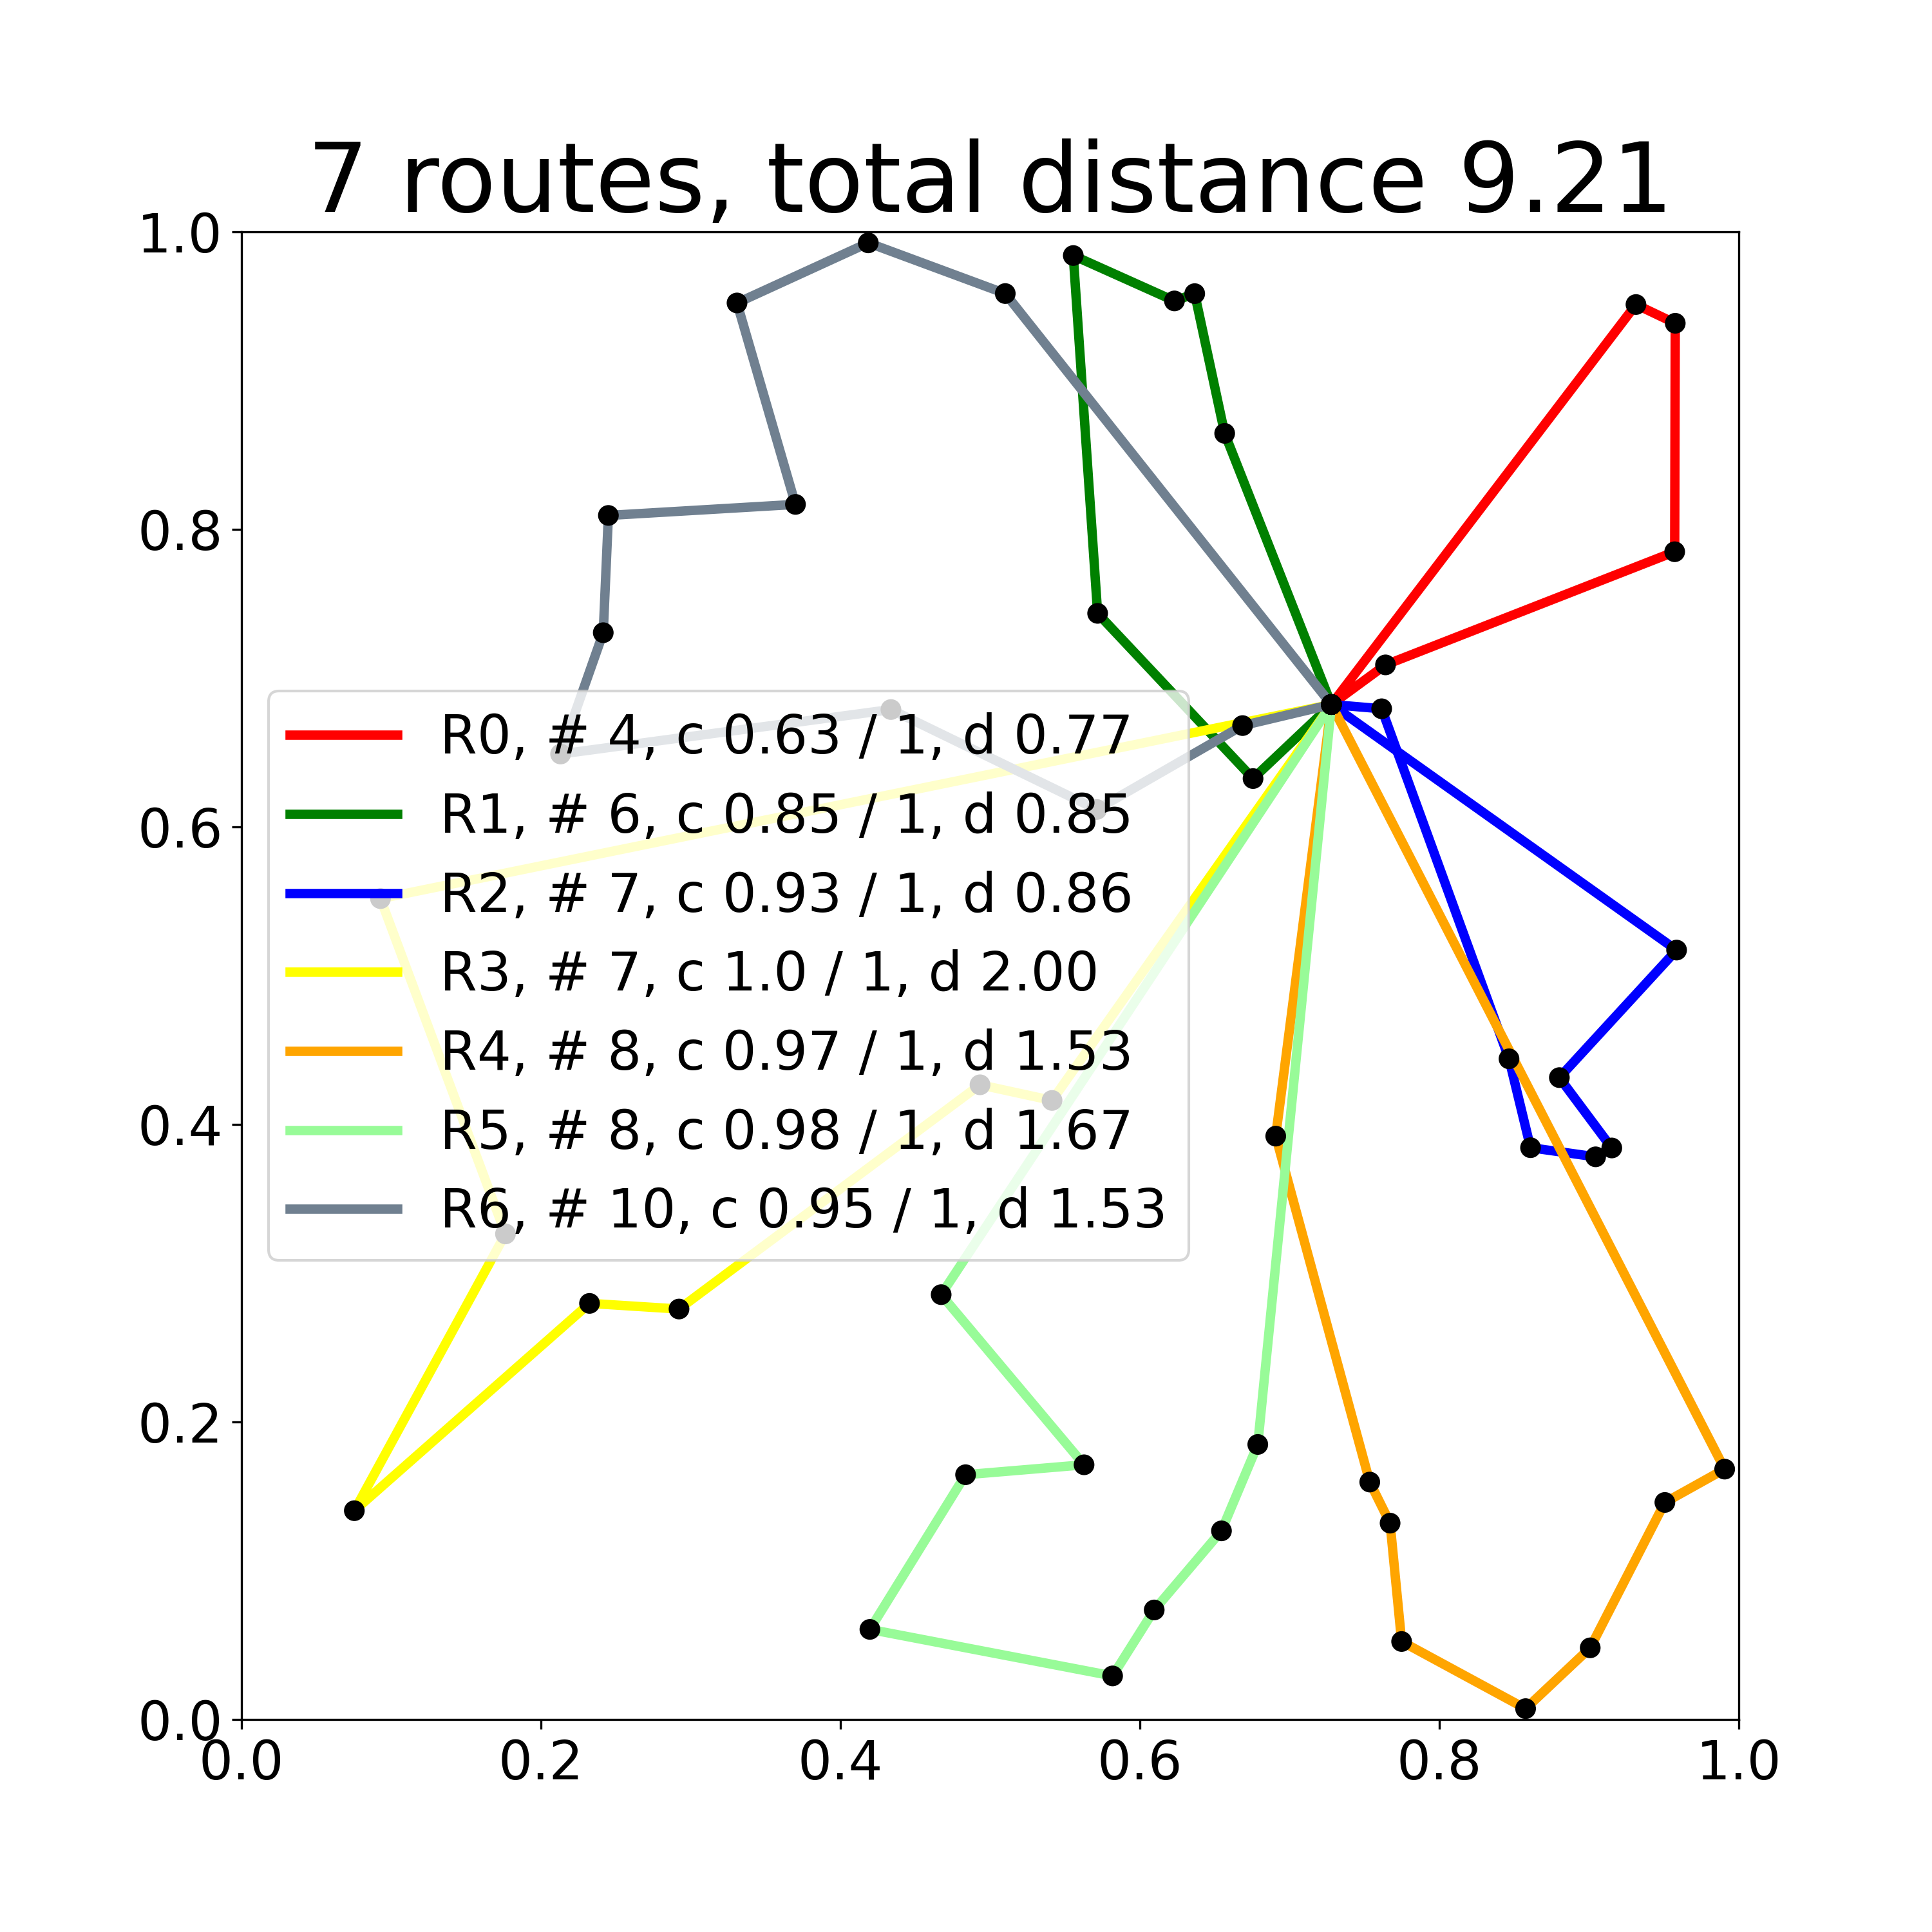 7 routes, total distance 9.21
1.0
0.8
0.6
0.4
0.2
0.0
R0, # 4, c 0.63 / 1, d 0.77
R1, # 6, c 0.85 / 1, d 0.85
R2, # 7, c 0.93 / 1, d 0.86
R3, # 7, c 1.0 / 1, d 2.00
R4, # 8, c 0.97 / 1, d 1.53
R5, # 8, c 0.98 / 1, d 1.67
R6, # 10, c 0.95 / 1, d 1.53
0.0 0.2 0.4 0.6 0.8 1.0